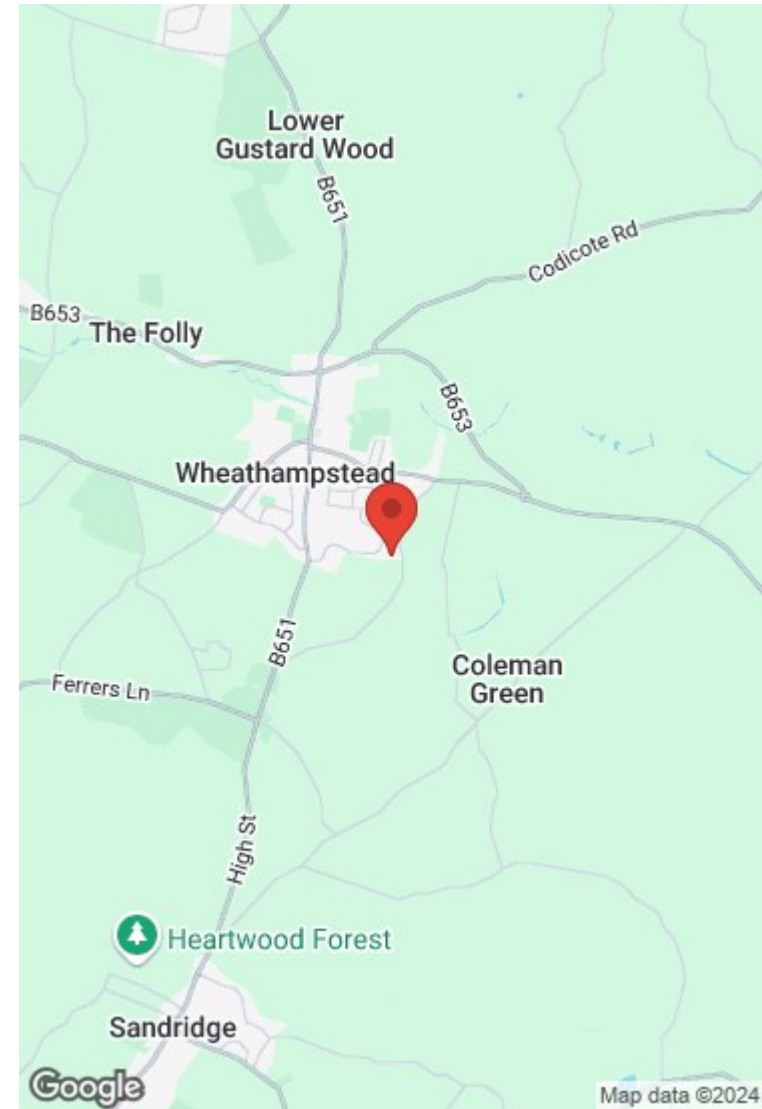 Lower
Gustard Wood
B651
Codicote Rd
B653
The Folly
B653
Wheathampstead
B651
Coleman
Green
Ferrers Ln
High St
Heartwood Forest
Sandridge
Google
Map data ©2024